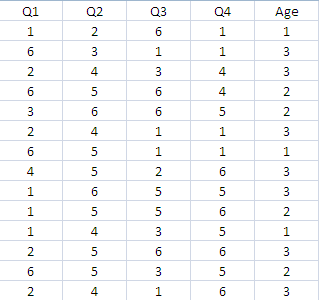 Q1 Q2 Q3 Q4 Age
1 2 6 1 1
6 3 1 1 3
2 4 3 4 3
6 5 6 4 2
3 6 6 5 2
2 4 1 1 3
6 5 1 1 1
4 5 2 6 3
1 6 5 5 3
1 5 5 6 2
1 4 3 5 1
2 5 6 6 3
6 5 3 5 2
2 4 1 6 3